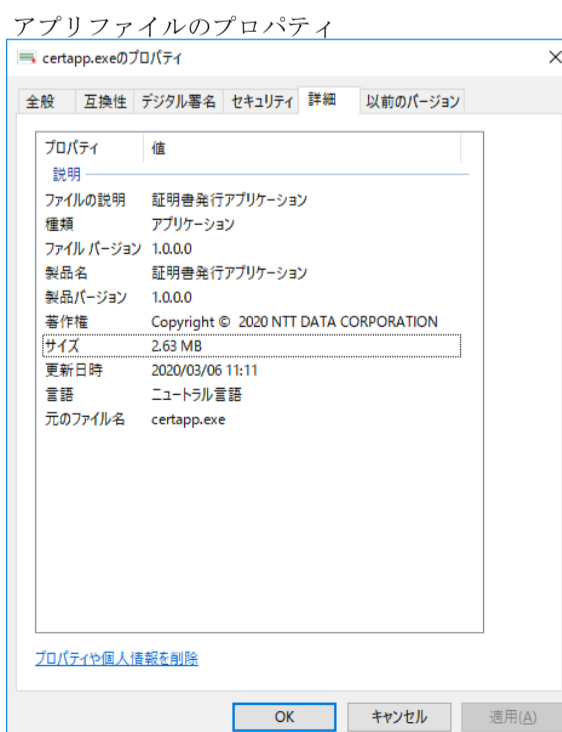 アプリファイルのプロパティ
certapp.exeのプロパティ
全般 互換性 デジタル署名 セキュリティ 詳細 以前のバージョン
プロパティ 値
説明
ファイルの説明 証明書発行アプリケーション
種類 アプリケーション
ファイル バージョン 1.0.0.0
製品名 証明書発行アプリケーション
製品バージョン 1.0.0.0
著作権 Copyright © 2020 NTT DATA CORPORATION
サイズ 2.63 MB
更新日時 2020/03/06 11:11
言語 ニュートラル言語
元のファイル名 certapp.exe
プロパティや個人情報を削除
OK キャンセル 適用(A)